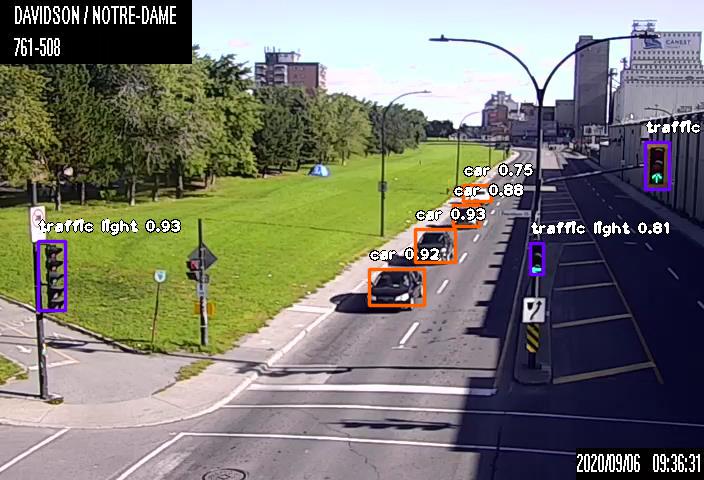 DAVIDSON / NOTRE-DAME
761-508
CANEST
traffic
car 0.75
car 0.88
traffic light 0.93
car 0.93
traffic light 0.81
car 0.92
2020/09/06 09:36:31